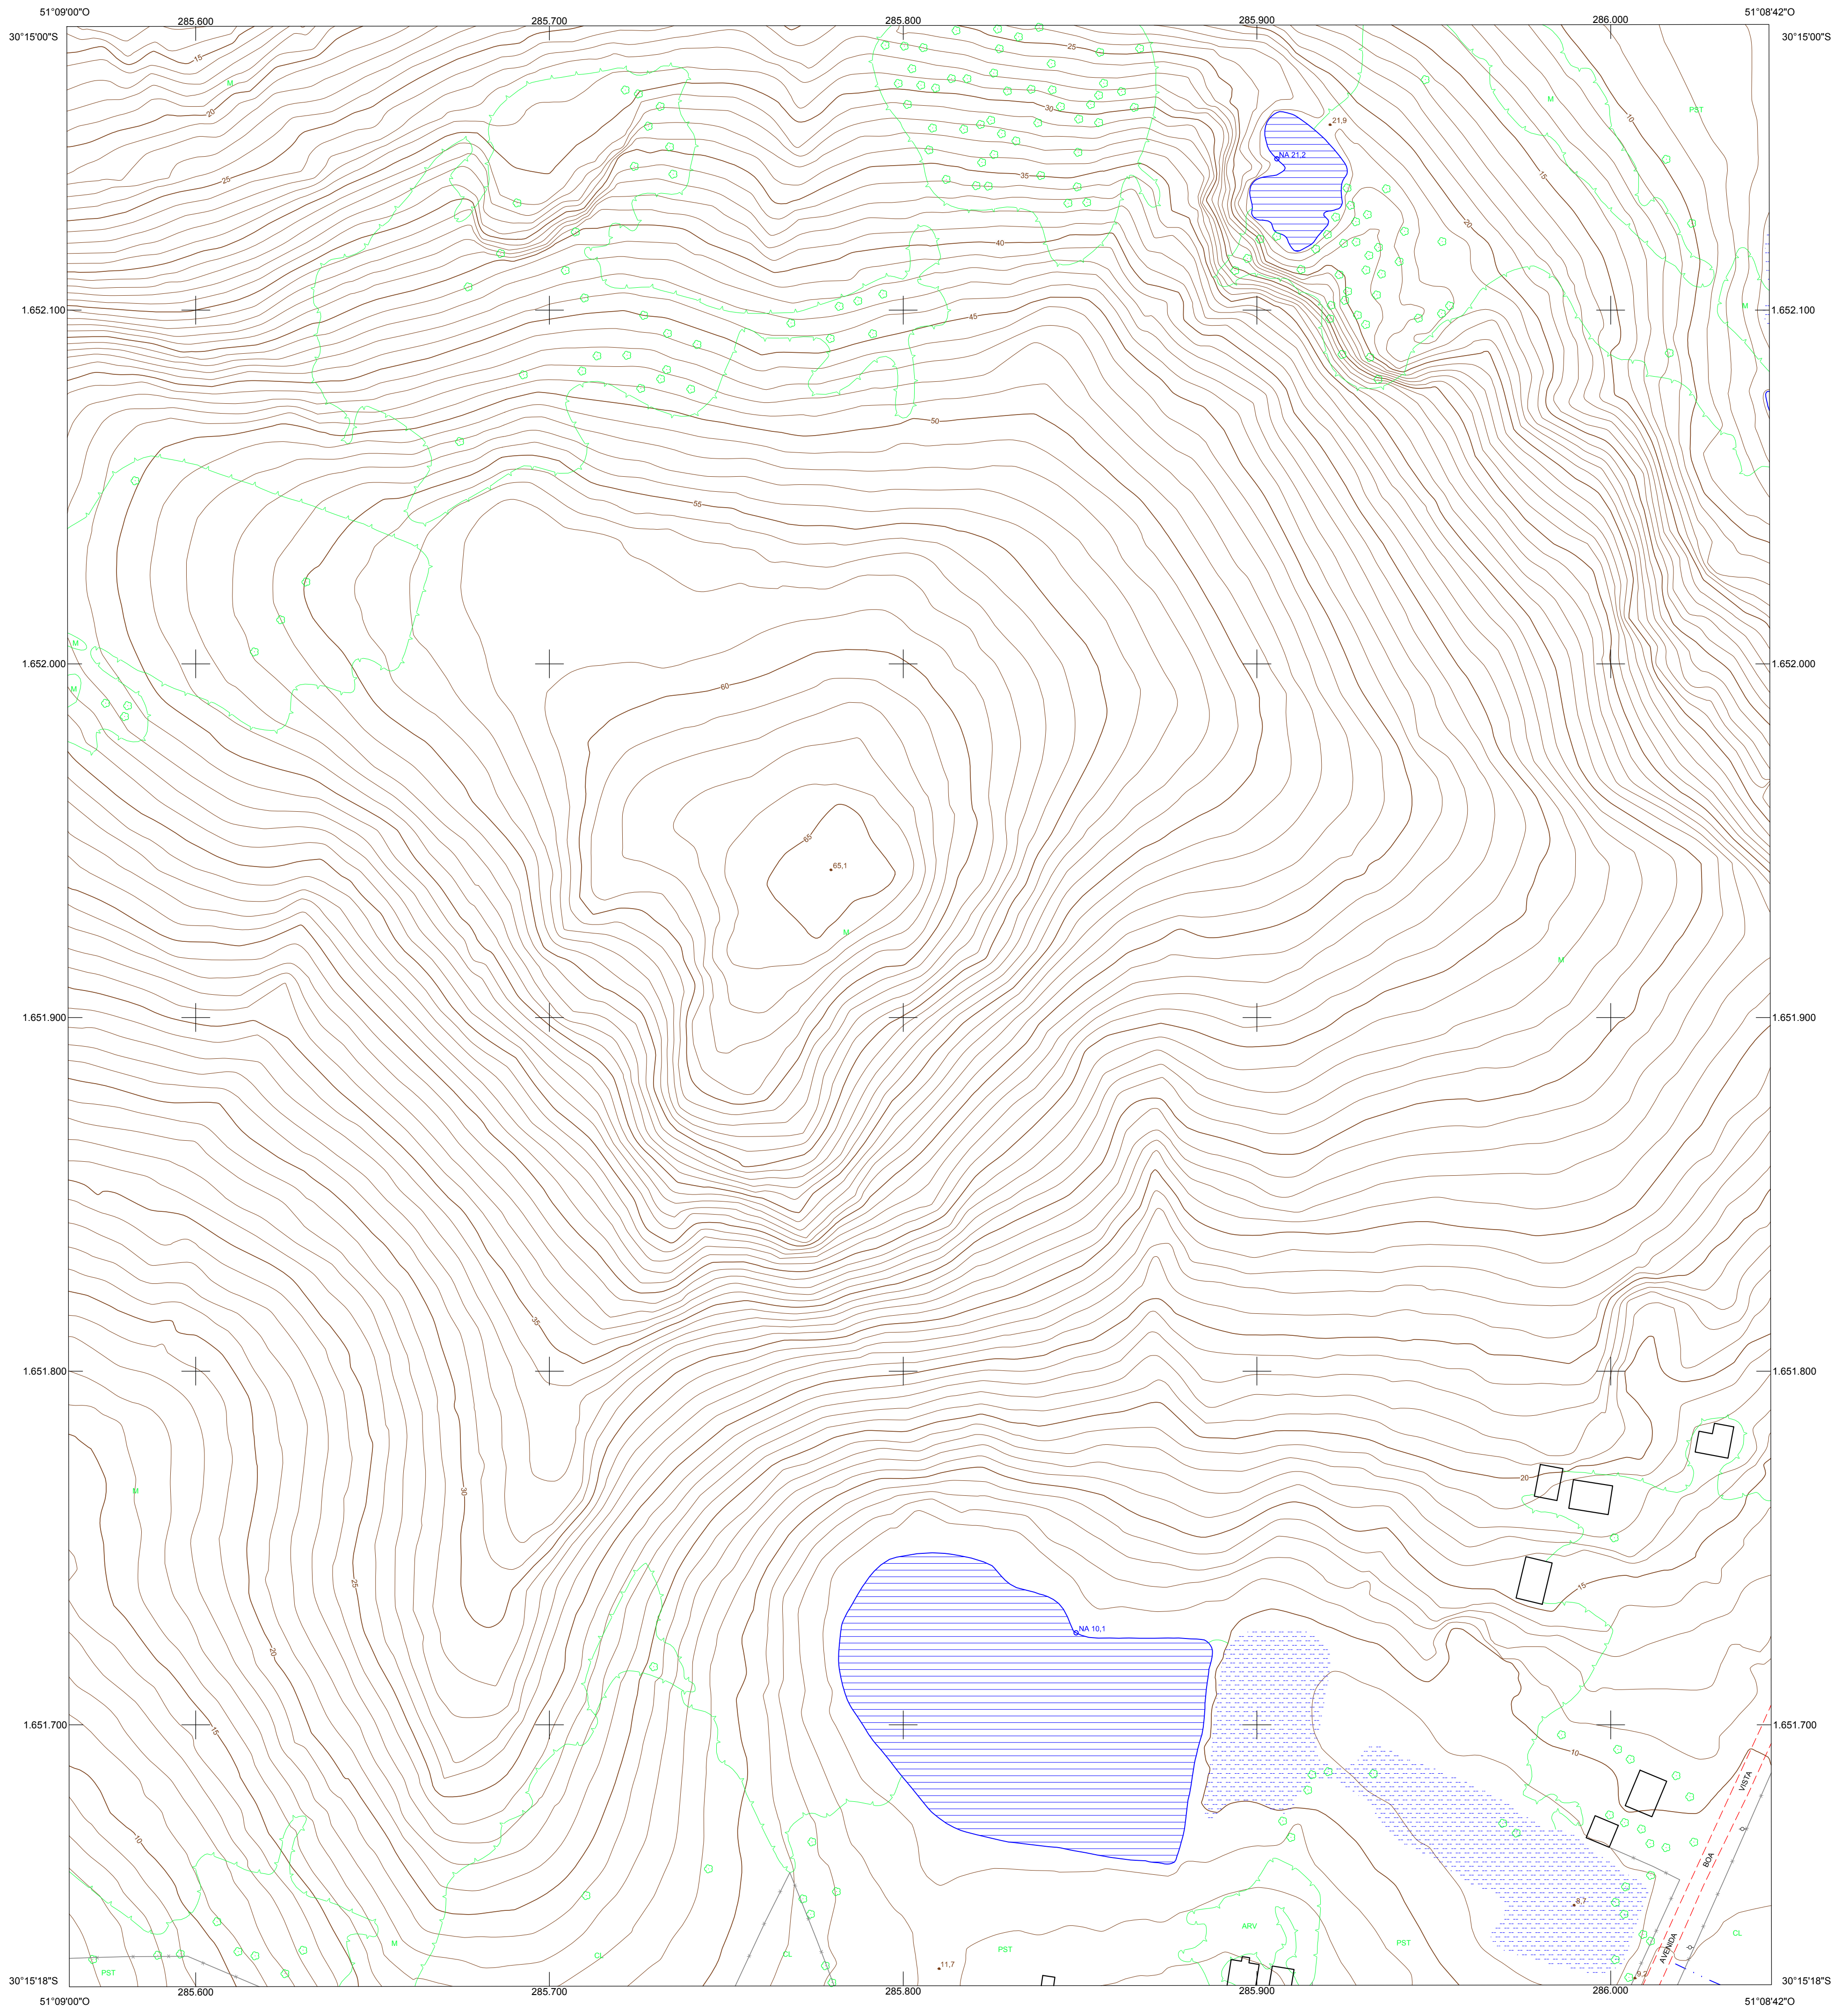 51°09'00"O
285.600
285.700
285.800
285.900
286.000
51°08'42"O
30°15'00"S
30°15'00"S
15
M
20
25
25
30
35
40
45
21,9
NA 21,2
M
PST
10
15
20
M
1.652.100
1.652.100
50
55
M
M
1.652.000
1.652.000
60
65
65,1
M
M
1.651.900
1.651.900
35
1.651.800
1.651.800
30
M
20
25
15
NA 10,1
20
15
1.651.700
1.651.700
10
10
VISTA
BOA
AVENIDA
8,7
9,2
CL
ARV
PST
PST
11,7
CL
CL
M
PST
30°15'18"S
30°15'18"S
51°09'00"O
285.600
285.700
285.800
285.900
286.000
51°08'42"O